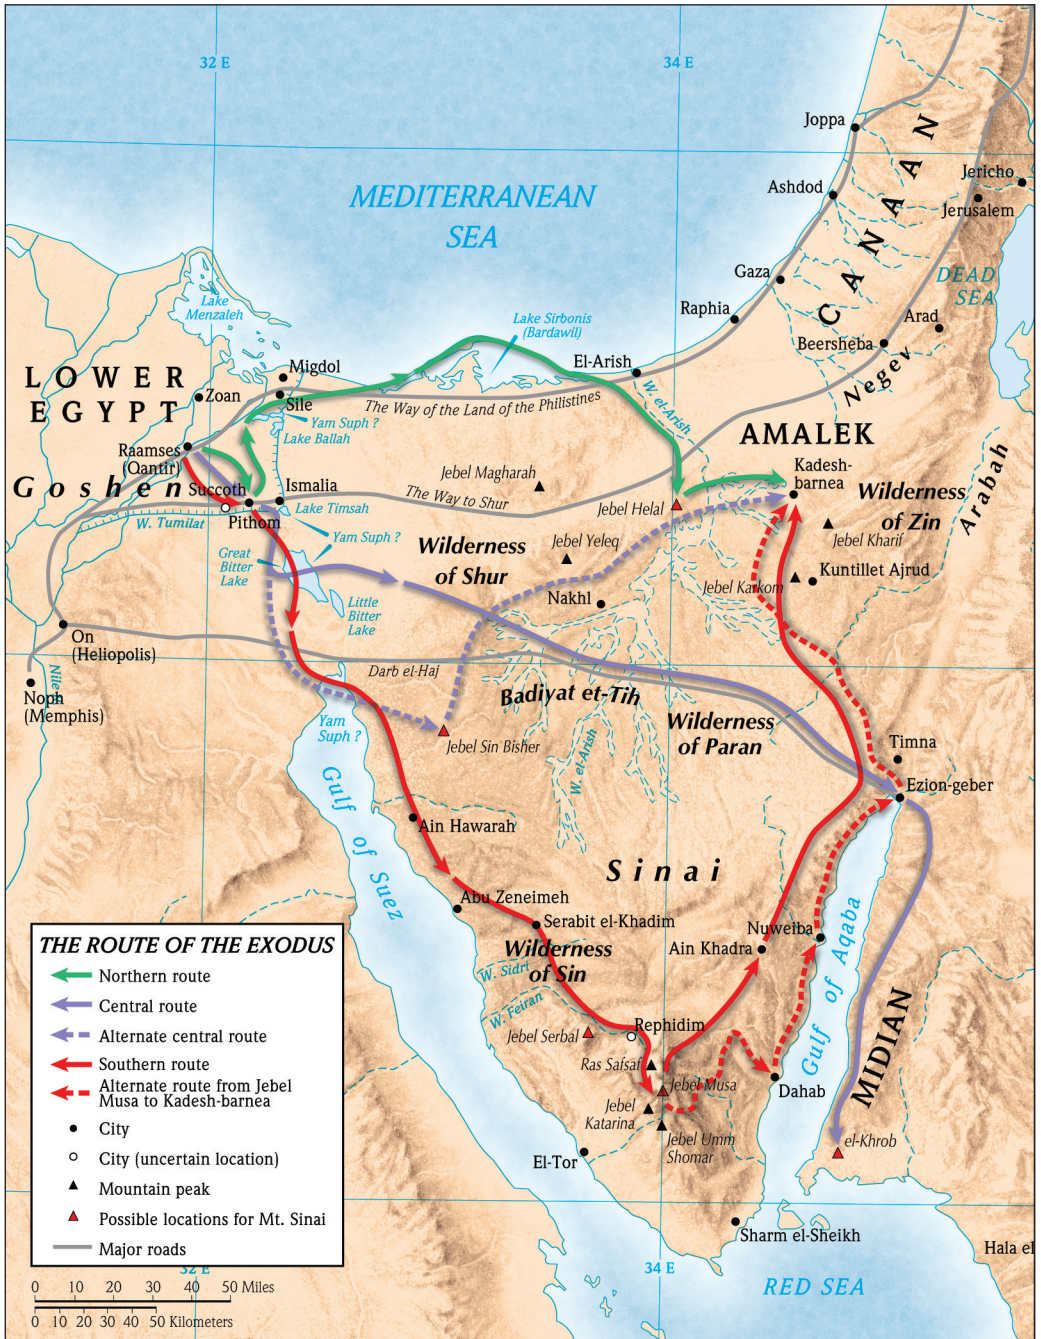 32 E
34 E
Joppa
CANAAN
Jericho
Ashdod
Jerusalem
MEDITERRANEAN
SEA
Gaza
DEAD
SEA
Lake
Menzaleh
Raphia
Arad
Lake Sirbonis
(Bardawil)
Beersheba
El-Arish
Negev
Migdol
LOWER
EGYPT
Zoan
Sile
The Way of the Land of the Philistines
W. el-Arish
Yam Suph ?
Lake Ballah
AMALEK
Raamses
(Qantir)
Arabah
Goshen
Succoth
Ismalia
Jebel Magharah
The Way to Shur
Kadesh-
barnea
Wilderness
of Zin
Jebel Helal
Lake Timsah
W. Tumilat
Pithom
Yam Suph ?
Jebel Kharif
Great
Bitter
Lake
Wilderness
of Shur
Jebel Yeleq
Kuntillet Ajrud
Jebel Karkom
Nakhl
Little
Bitter
Lake
On
(Heliopolis)
Darb el-Haj
Nile
Noph
(Memphis)
Badiyat et-Tih
Wilderness
of Paran
Yam
Suph ?
Jebel Sin Bisher
W. el-Arish
Timna
Ezion-geber
Gulf of Suez
Ain Hawarah
Sinai
Abu Zeneimeh
Serabit el-Khadim
Nuweiba
Ain Khadra
Wilderness
of Sin
W. Sidri
W. Feiran
Gulf of Aqaba
MIDIAN
Rephidim
Jebel Serbal
Ras Safsaf
Jebel Musa
Dahab
Jebel
Katarina
Jebel Umm
Shomar
el-Khrob
El-Tor
Sharm el-Sheikh
Hala el
34 E
RED SEA
THE ROUTE OF THE EXODUS
Northern route
Central route
Alternate central route
Southern route
Alternate route from Jebel
Musa to Kadesh-barnea
City
City (uncertain location)
Mountain peak
Possible locations for Mt. Sinai
Major roads
32 E
0 10 20 30 40 50 Miles
0 10 20 30 40 50 Kilometers